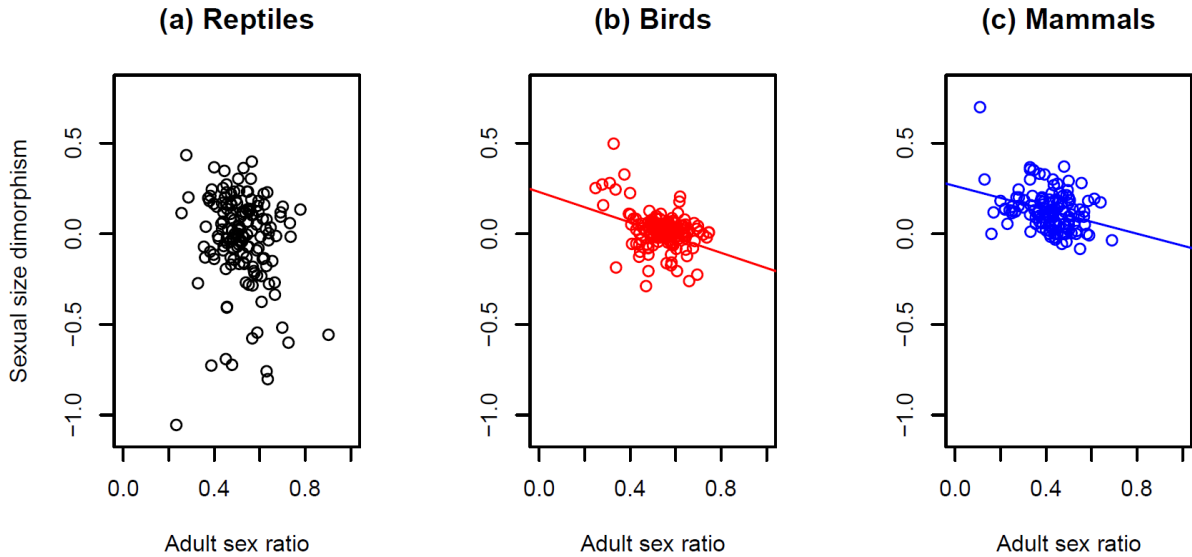 (a) Reptiles
(b) Birds
(c) Mammals
Sexual size dimorphism
0.5
0.0
−0.5
−1.0
0.0 0.4 0.8
Adult sex ratio
0.5
0.0
−0.5
−1.0
0.0 0.4 0.8
Adult sex ratio
0.5
0.0
−0.5
−1.0
0.0 0.4 0.8
Adult sex ratio